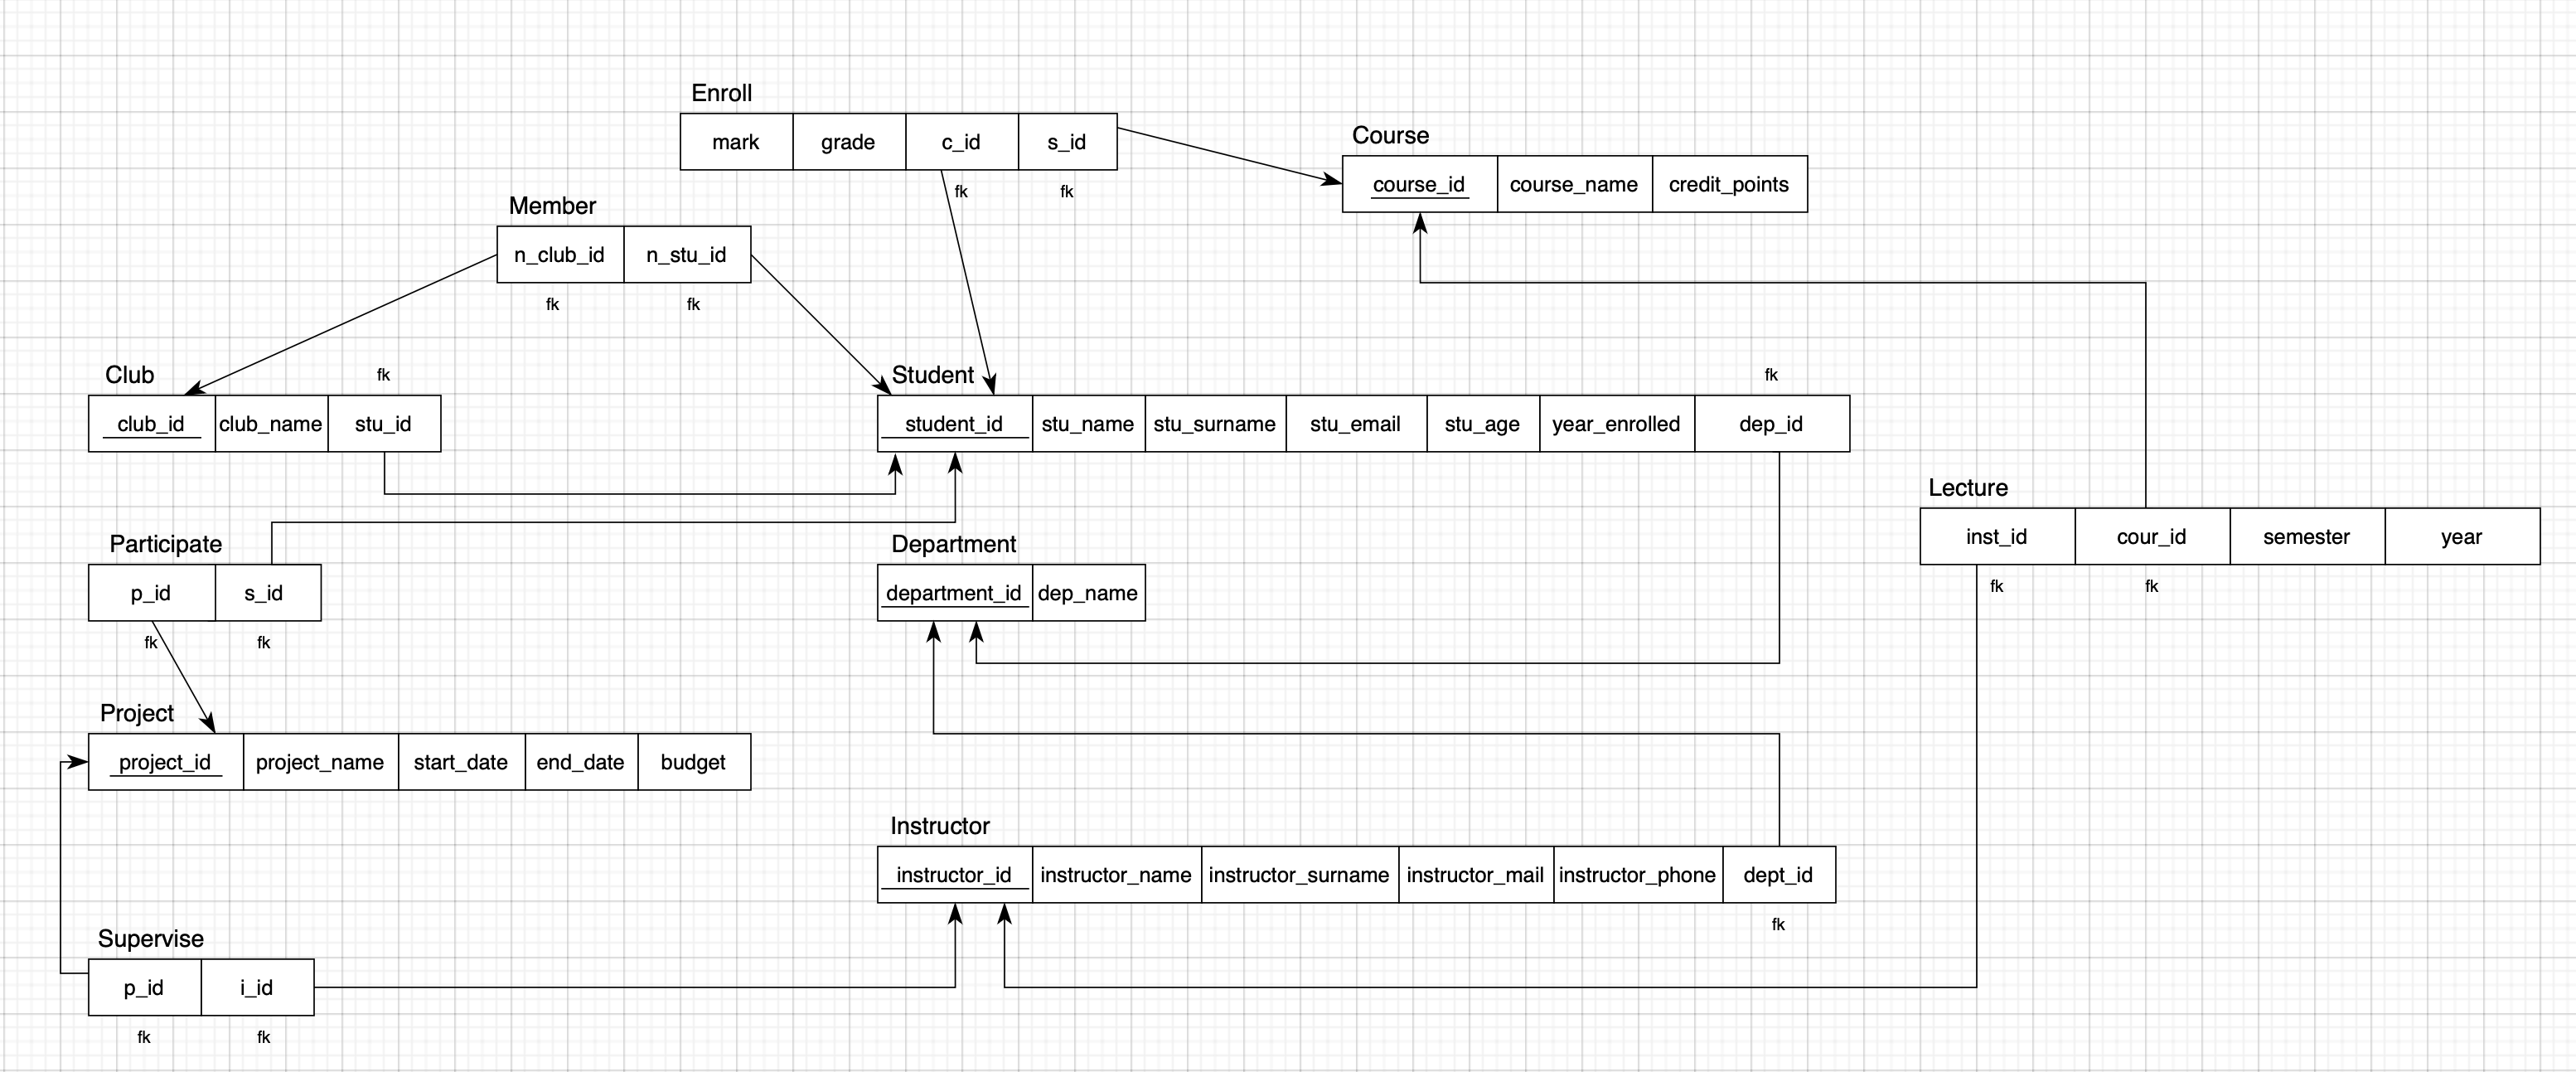 Enroll
mark grade c_id s_id
fk fk
Course
course_id course_name credit_points
Member
n_club_id n_stu_id
fk fk
Club fk
club_id club_name stu_id
Student fk
student_id stu_name stu_surname stu_email stu_age year_enrolled dep_id
Lecture
inst_id cour_id semester year
fk fk
Participate
p_id s_id
fk fk
Department
department_id dep_name
Project
project_id project_name start_date end_date budget
Instructor
instructor_id instructor_name instructor_surname instructor_mail instructor_phone dept_id
fk
Supervise
p_id i_id
fk fk